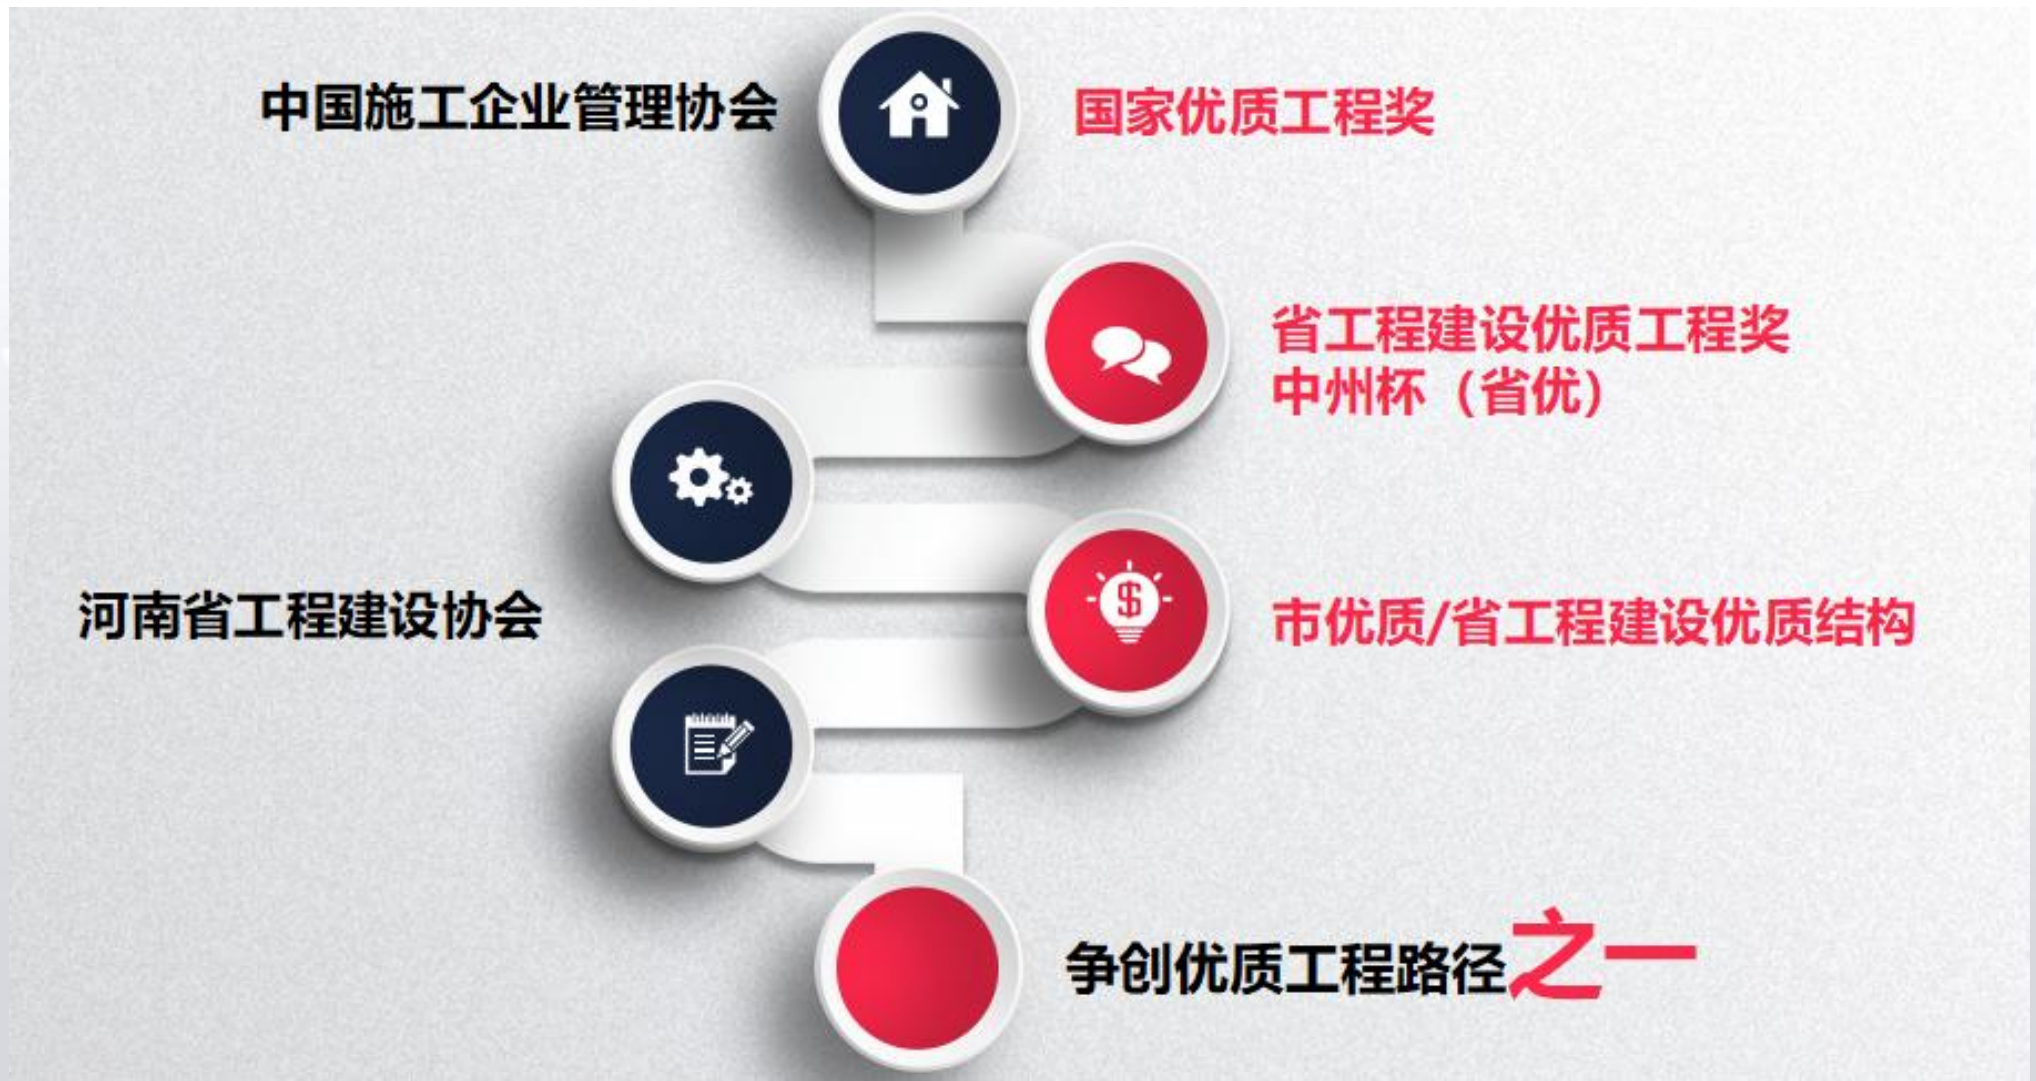 中国施工企业管理协会
国家优质工程奖
省工程建设优质工程奖
中州杯（省优）
河南省工程建设协会
市优质/省工程建设优质结构
$
争创优质工程路径之一